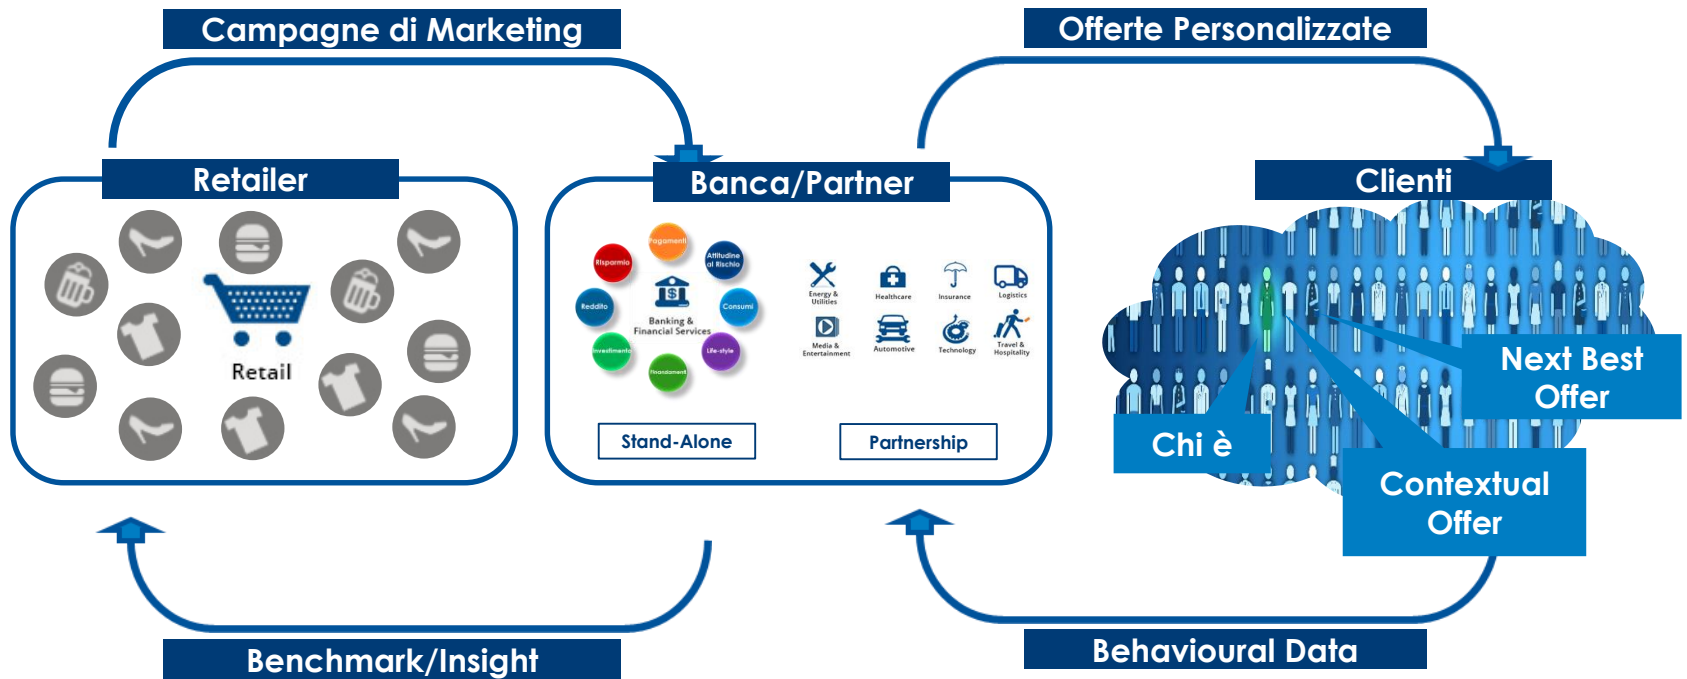 Campagne di Marketing
Offerte Personalizzate
Retailer
Banca/Partner
Clienti
Retail
Pagamenti
Risparmio
Attitudine
al Rischio
Reddito
Consumi
Banking &
Financial Services
Investimento
Life-style
Finanziamenti
Energy &
Utilities
Healthcare
Insurance
Logistics
Media &
Entertainment
Automotive
Technology
Travel &
Hospitality
Stand-Alone
Partnership
Next Best
Offer
Chi è
Contextual
Offer
Benchmark/Insight
Behavioural Data